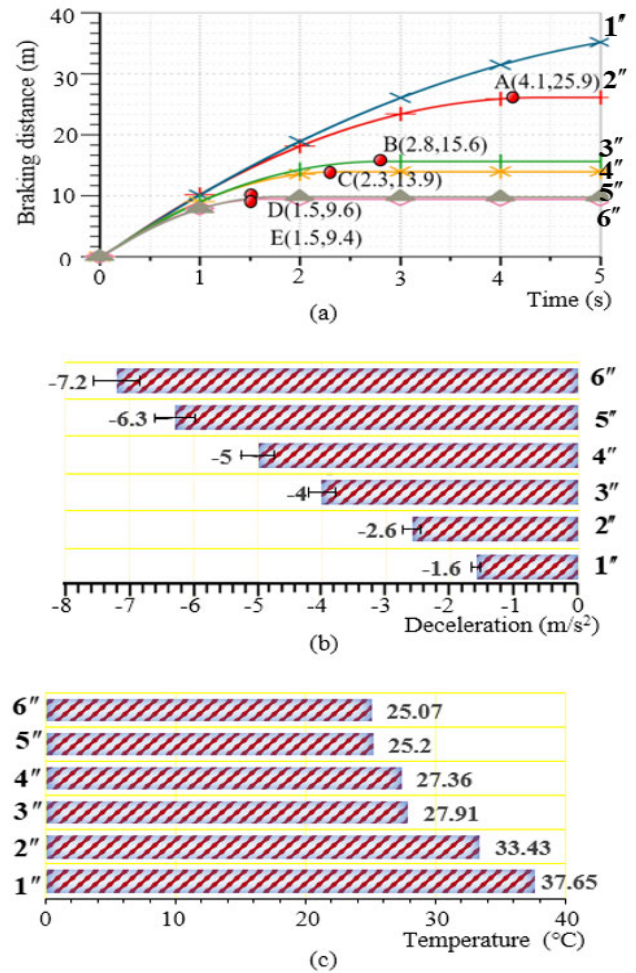 40
1″
30
A(4.1,25.9)
2″
20
B(2.8,15.6)
3″
C(2.3,13.9)
4″
10
5″
D(1.5,9.6)
6″
E(1.5,9.4)
0
0 1 2 3 4 5
Braking distance (m)
Time (s)
(a)
-7.2 6″
-6.3 5″
-5 4″
-4 3″
-2.6 2″
-1.6 1″
-8 -7 -6 -5 -4 -3 -2 -1 0
Deceleration (m/s²)
(b)
6″ 25.07
5″ 25.2
4″ 27.36
3″ 27.91
2″ 33.43
1″ 37.65
0 10 20 30 40
Temperature (°C)
(c)